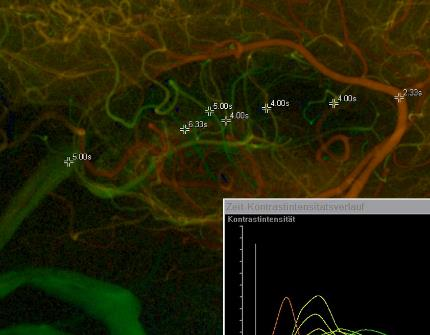 2.33s
4.00s
5.00s
4.00s
4.00s
6.33s
5.00s
Zeit-Kontrastintensitätsverlauf
Kontrastintensität